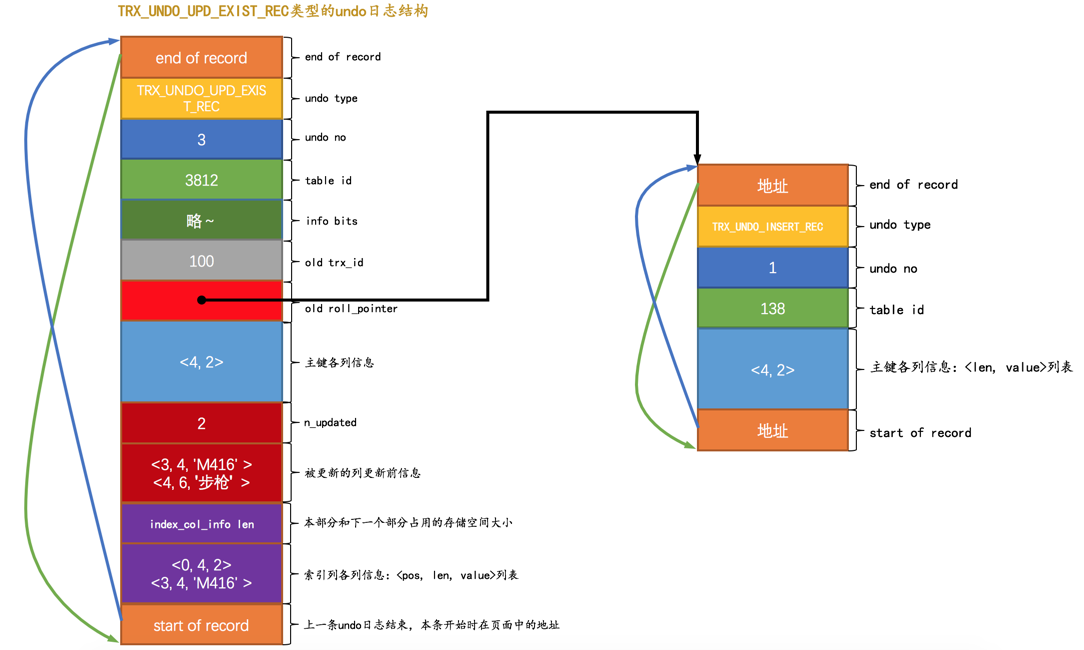 TRX_UNDO_UPD_EXIST_REC类型的undo日志结构
end of record
end of record
TRX_UNDO_UPD_EXIS
T_REC
undo type
3
undo no
3812
table id
略~
info bits
100
old trx_id
old roll_pointer
<4, 2>
主键各列信息
2
n_updated
<3, 4, 'M416' >
<4, 6, '步枪' >
被更新的列更新前信息
index_col_info len
本部分和下一个部分占用的存储空间大小
<0, 4, 2>
<3, 4, 'M416' >
索引列各列信息：<pos, len, value>列表
start of record
上一条undo日志结束，本条开始时在页面中的地址
地址
end of record
TRX_UNDO_INSERT_REC
undo type
1
undo no
138
table id
<4, 2>
主键各列信息：<len, value>列表
地址
start of record